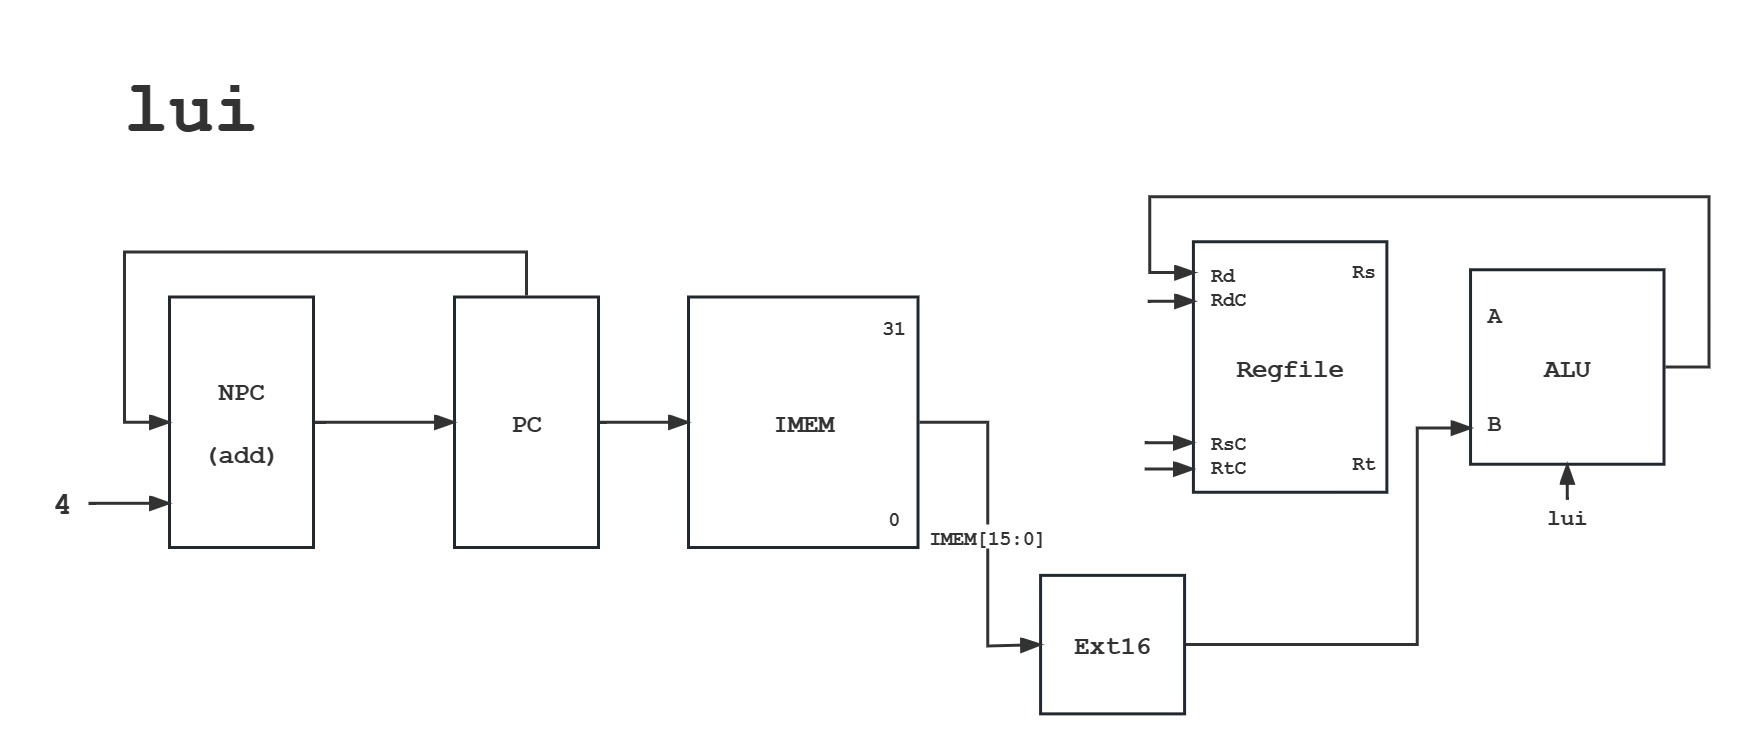 lui
NPC
(add)
4
PC
31
IMEM
0
IMEM[15:0]
Ext16
Rd
RdC
Rs
Regfile
RsC
RtC
Rt
A
ALU
B
lui